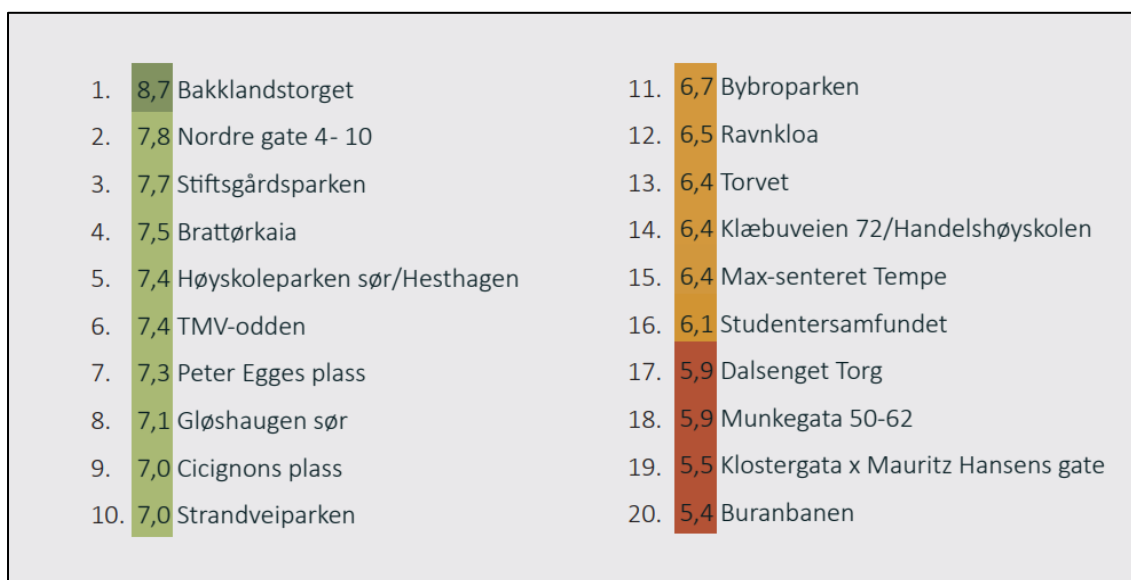 1. 8,7 Bakklandstorget
2. 7,8 Nordre gate 4- 10
3. 7,7 Stiftsgårdsparken
4. 7,5 Brattørkaia
5. 7,4 Høyskoleparken sør/Hesthagen
6. 7,4 TMV-odden
7. 7,3 Peter Egges plass
8. 7,1 Gløshaugen sør
9. 7,0 Cicignons plass
10. 7,0 Strandveiparken
11. 6,7 Bybroparken
12. 6,5 Ravnkloa
13. 6,4 Torvet
14. 6,4 Klæbuveien 72/Handelshøyskolen
15. 6,4 Max-senteret Tempe
16. 6,1 Studentersamfundet
17. 5,9 Dalsenget Torg
18. 5,9 Munkegata 50-62
19. 5,5 Klostergata x Mauritz Hansens gate
20. 5,4 Buranbanen